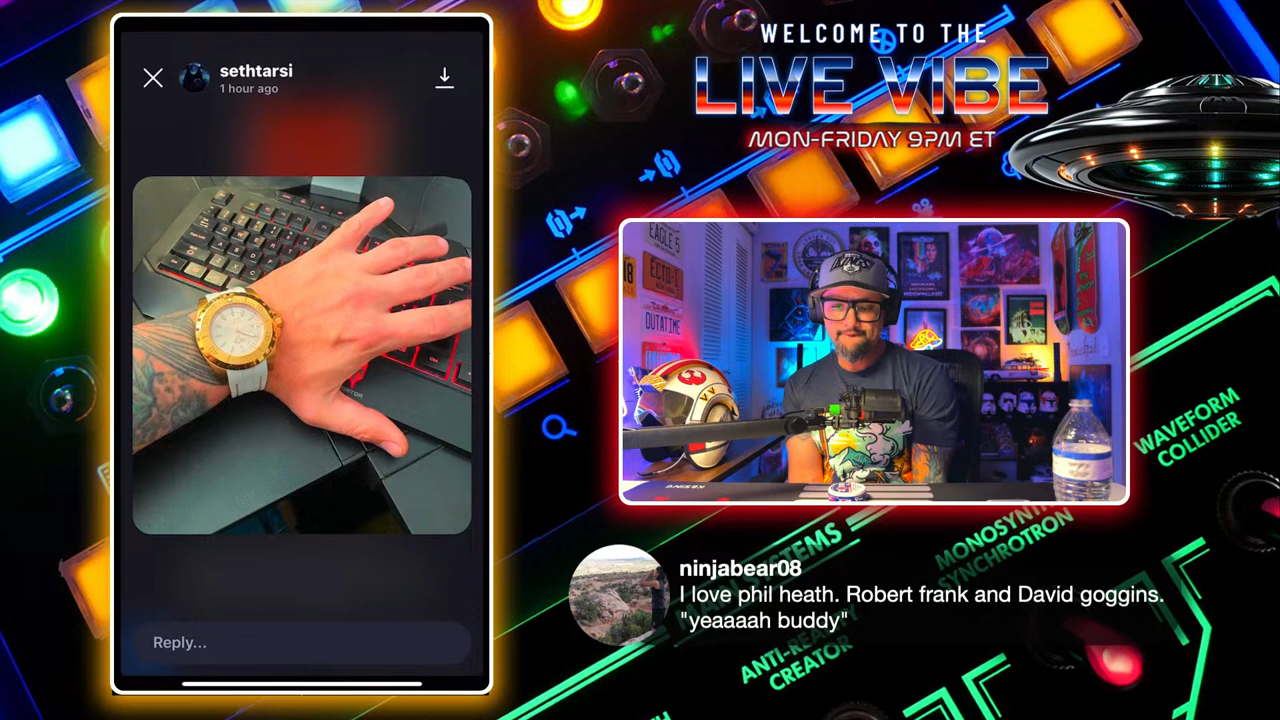 sethtarsi
1 hour ago
Reply...
WELCOME TO THE
LIVE VIBE
MON-FRIDAY 9PM ET
EAGLE 5
ECTO-1
OUTATIME
ninjabear08
I love phil heath. Robert frank and David goggins.
"yeaaaah buddy"
WAVEFORM
COLLIDER
SYSTEMS
MONOSYNTH
SYNCHROTRON
CREATOR